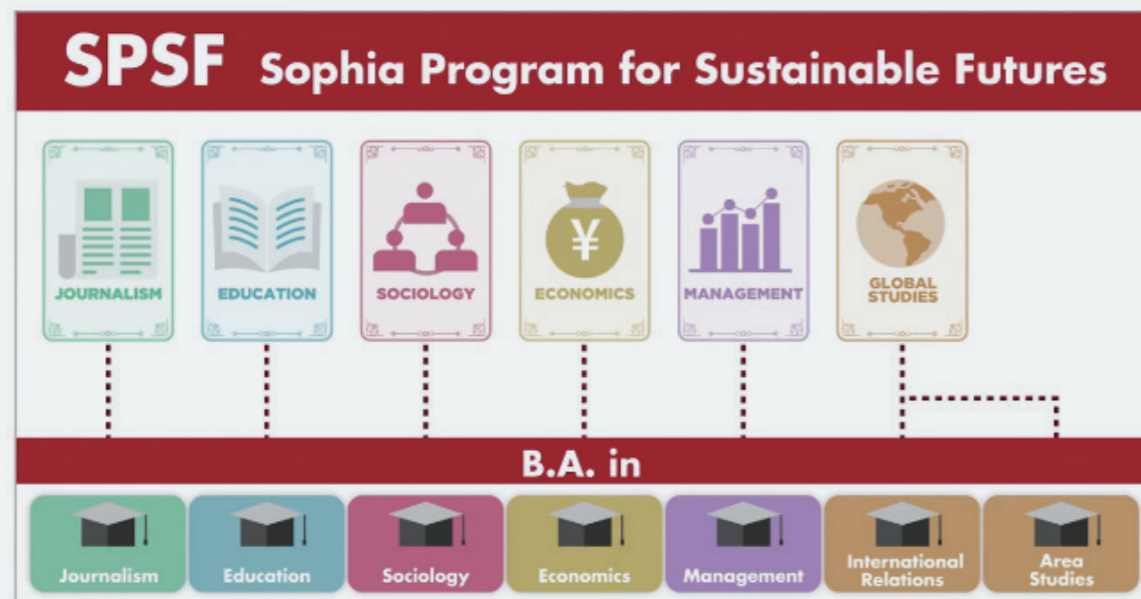 SPSF Sophia Program for Sustainable Futures
JOURNALISM
EDUCATION
SOCIOLOGY
¥
ECONOMICS
MANAGEMENT
GLOBAL
STUDIES
B.A. in
Journalism
Education
Sociology
Economics
Management
International
Relations
Area
Studies